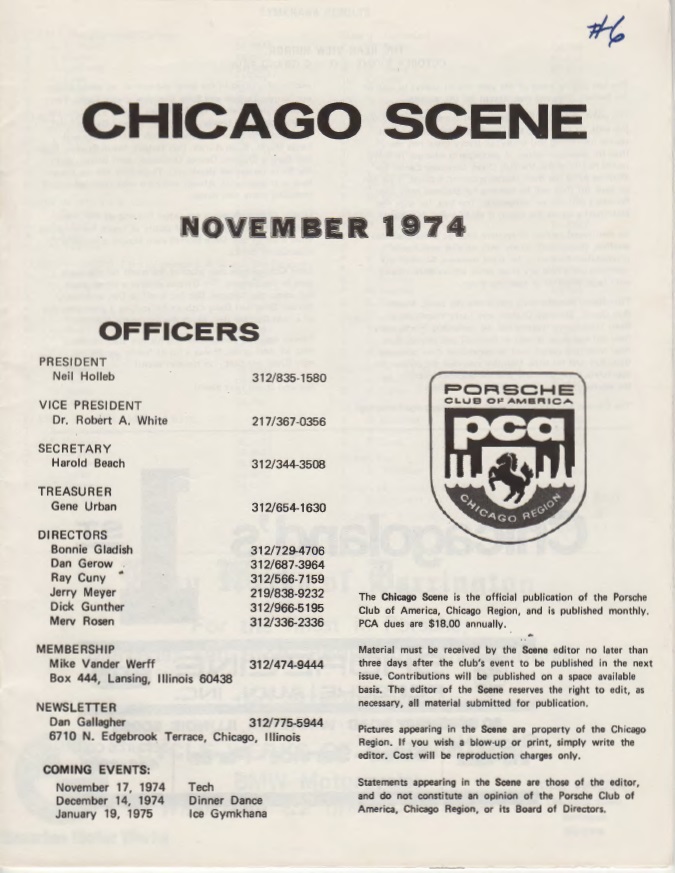 #6
CHICAGO SCENE
NOVEMBER 1974
OFFICERS
PRESIDENT
Neil Holleb 312/835-1580
VICE PRESIDENT
Dr. Robert A. White 217/367-0356
SECRETARY
Harold Beach 312/344-3508
TREASURER
Gene Urban 312/654-1630
DIRECTORS
Bonnie Gladish 312/729-4706
Dan Gerow 312/687-3964
Ray Cuny 312/566-7159
Jerry Meyer 219/838-9232
Dick Gunther 312/966-5195
Merv Rosen 312/336-2336
MEMBERSHIP
Mike Vander Werff 312/474-9444
Box 444, Lansing, Illinois 60438
NEWSLETTER
Dan Gallagher 312/775-5944
6710 N. Edgebrook Terrace, Chicago, Illinois
COMING EVENTS:
November 17, 1974 Tech
December 14, 1974 Dinner Dance
January 19, 1975 Ice Gymkhana
PORSCHE
CLUB OF AMERICA
pca
CHICAGO REGION
The Chicago Scene is the official publication of the Porsche
Club of America, Chicago Region, and is published monthly.
PCA dues are $18.00 annually.
Material must be received by the Scene editor no later than
three days after the club's event to be published in the next
issue. Contributions will be published on a space available
basis. The editor of the Scene reserves the right to edit, as
necessary, all material submitted for publication.
Pictures appearing in the Scene are property of the Chicago
Region. If you wish a blow-up or print, simply write the
editor. Cost will be reproduction charges only.
Statements appearing in the Scene are those of the editor,
and do not constitute an opinion of the Porsche Club of
America, Chicago Region, or its Board of Directors.